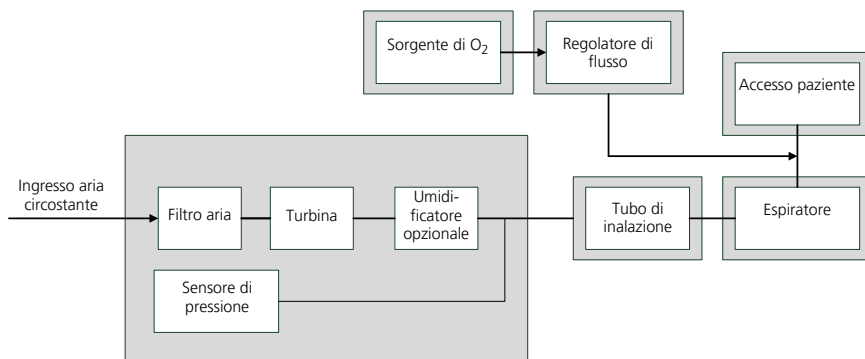 Sorgente di O2
Regolatore di
flusso
Accesso paziente
Ingresso aria
circostante
Filtro aria
Turbina
Umidi-
ificatore
opzionale
Tubo di
inalazione
Espiratore
Sensore di
pressione